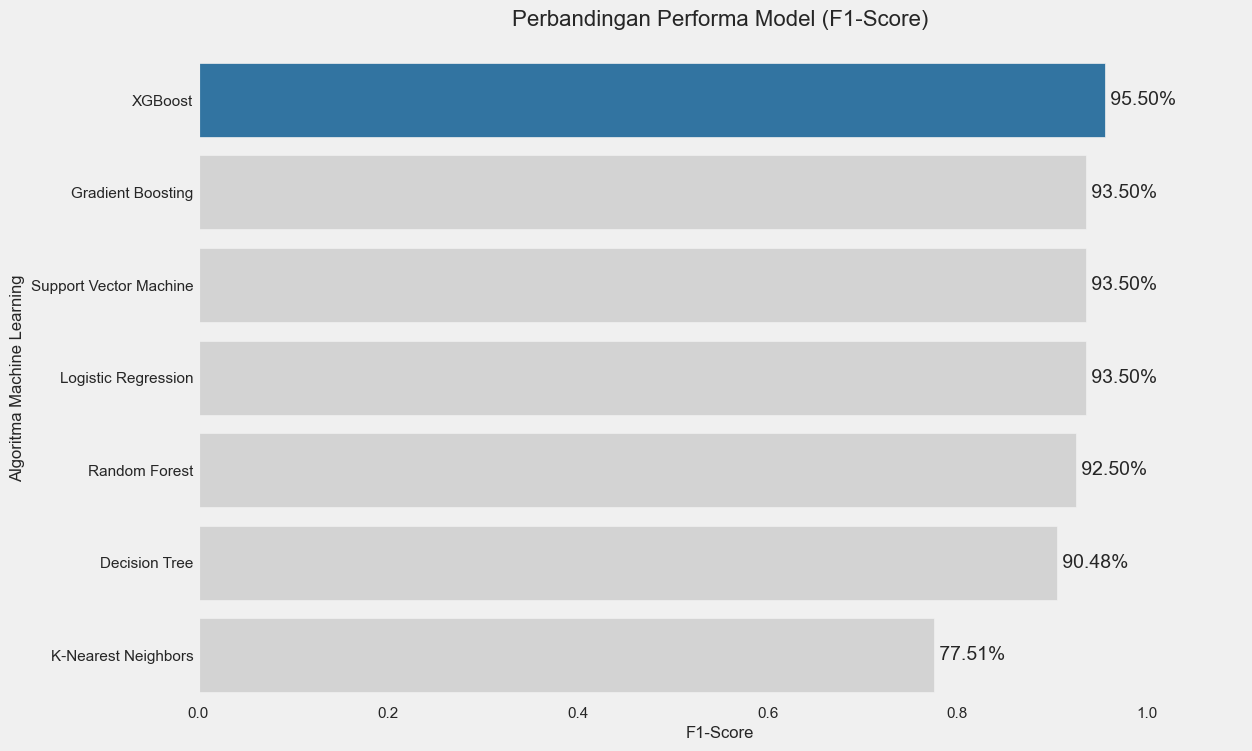 Perbandingan Performa Model (F1-Score)
Algoritma Machine Learning
XGBoost 95.50%
Gradient Boosting 93.50%
Support Vector Machine 93.50%
Logistic Regression 93.50%
Random Forest 92.50%
Decision Tree 90.48%
K-Nearest Neighbors 77.51%
0.0 0.2 0.4 0.6 0.8 1.0
F1-Score